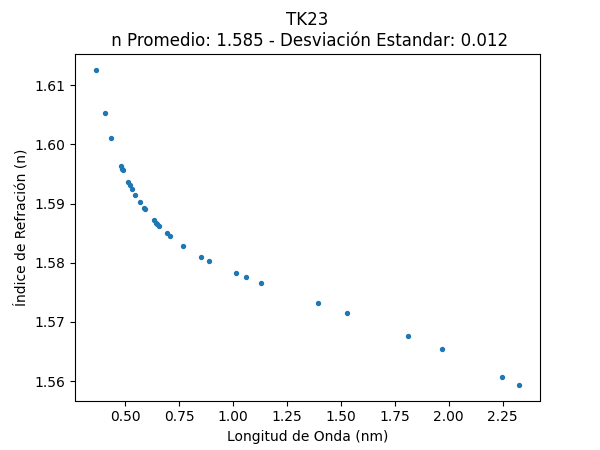 TK23
n Promedio: 1.585 - Desviación Estandar: 0.012
1.61
1.60
1.59
1.58
1.57
1.56
Índice de Refración (n)
0.50 0.75 1.00 1.25 1.50 1.75 2.00 2.25
Longitud de Onda (nm)